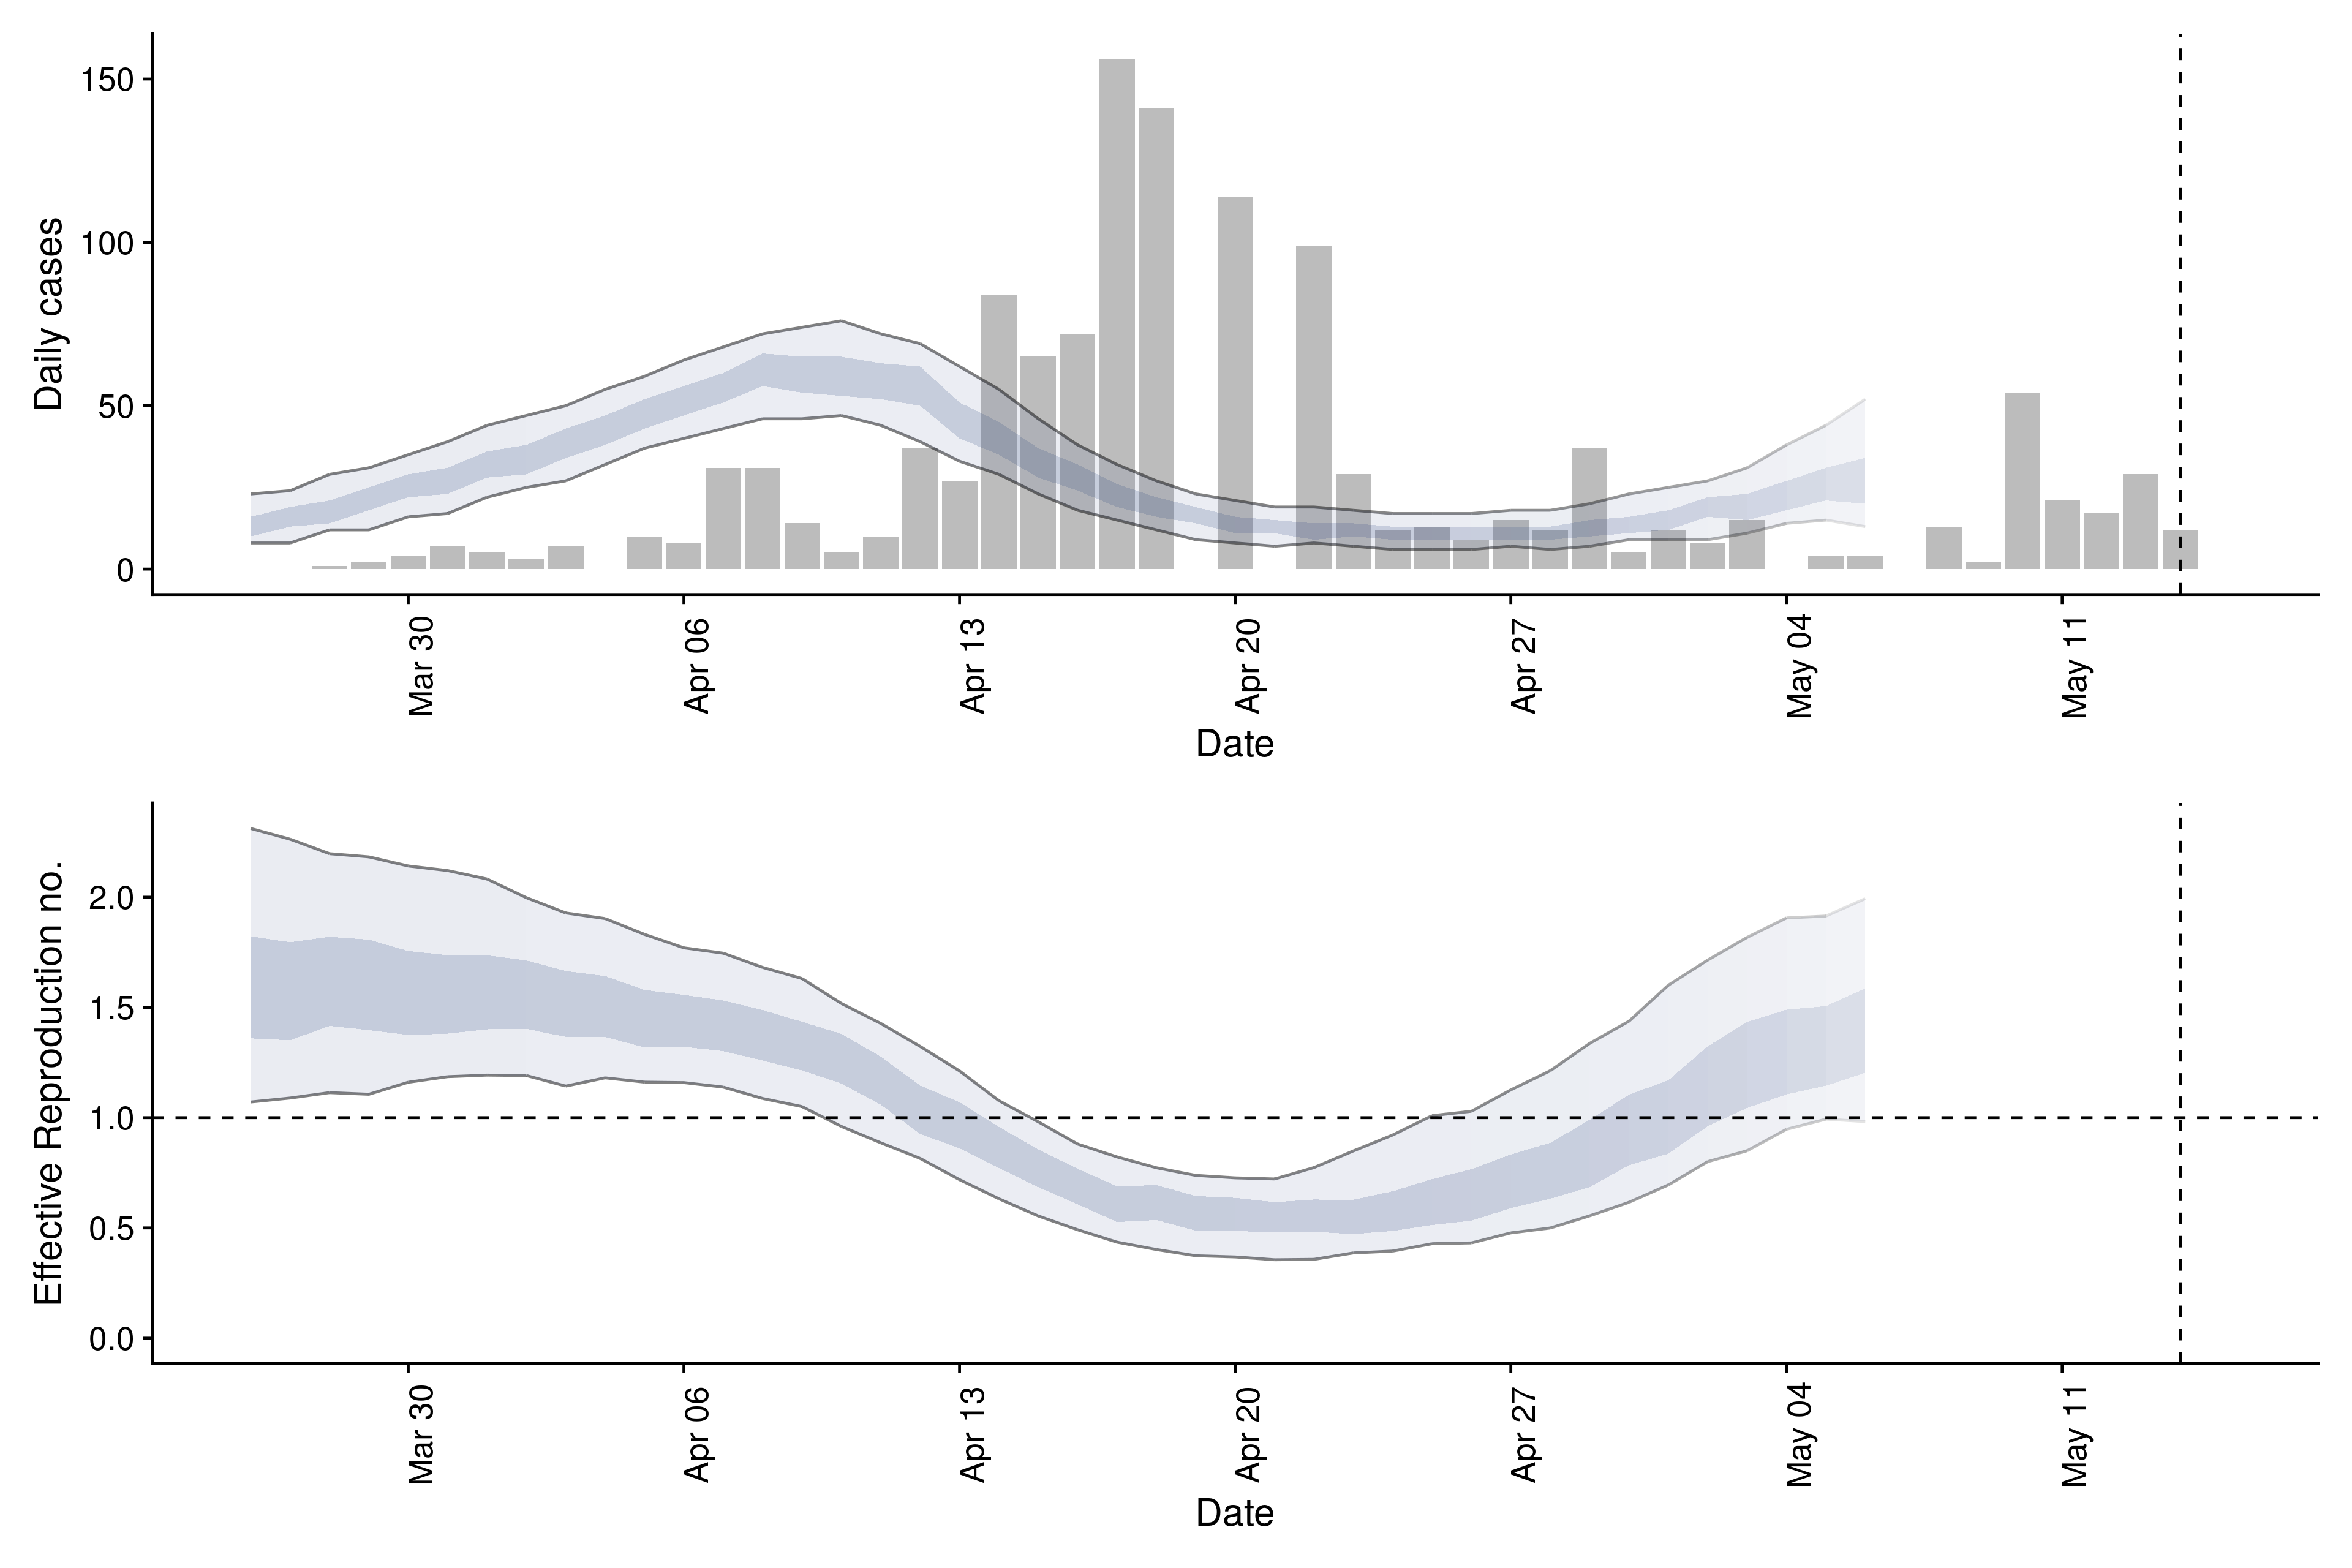 Daily cases
150
100
50
0
Mar 30
Apr 06
Apr 13
Apr 20
Apr 27
May 04
May 11
Date
Effective Reproduction no.
2.0
1.5
1.0
0.5
0.0
Mar 30
Apr 06
Apr 13
Apr 20
Apr 27
May 04
May 11
Date